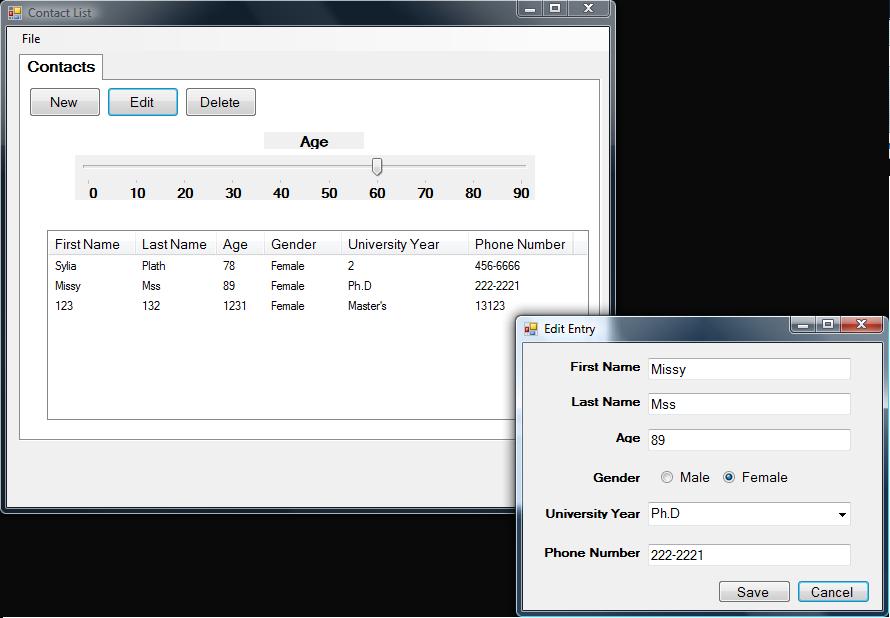 Contact List
File
Contacts
New Edit Delete
Age
0 10 20 30 40 50 60 70 80 90
First Name Last Name Age Gender University Year Phone Number
Sylia Plath 78 Female 2 456-6666
Missy Mss 89 Female Ph.D 222-2221
123 132 1231 Female Master's 13123
Edit Entry
First Name Missy
Last Name Mss
Age 89
Gender Male Female
University Year Ph.D
Phone Number 222-2221
Save Cancel